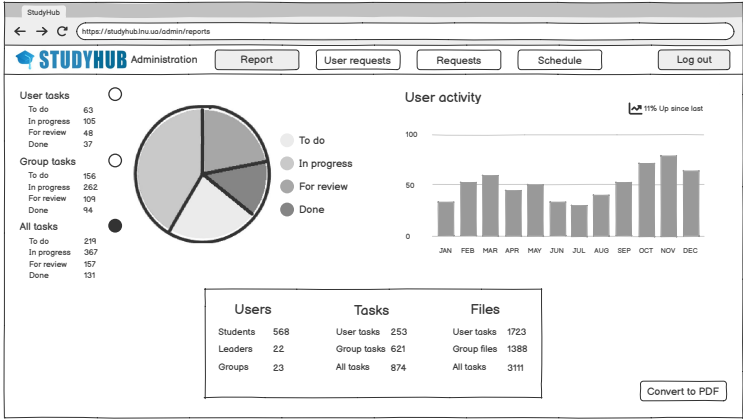 StudyHub
https://studyhub.lnu.ua/admin/reports
STUDYHUB Administration Report User requests Requests Schedule Log out
User tasks
To do 63
In progress 105
For review 48
Done 37
Group tasks
To do 156
In progress 262
For review 109
Done 94
All tasks
To do 219
In progress 367
For review 157
Done 131
To do
In progress
For review
Done
User activity
11% Up since last
100
50
0
JAN FEB MAR APR MAY JUN JUL AUG SEP OCT NOV DEC
Users Tasks Files
Students 568 User tasks 253 User tasks 1723
Leaders 22 Group tasks 621 Group files 1388
Groups 23 All tasks 874 All tasks 3111
Convert to PDF